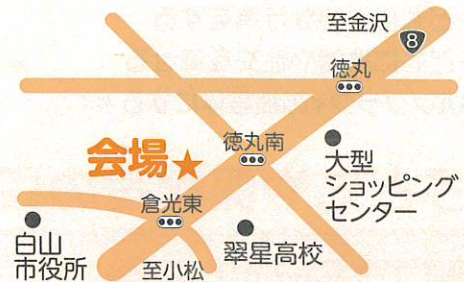 至金沢
8
徳丸
会場★
徳丸南
大型
ショッピング
センター
倉光東
白山
市役所
翠星高校
至小松